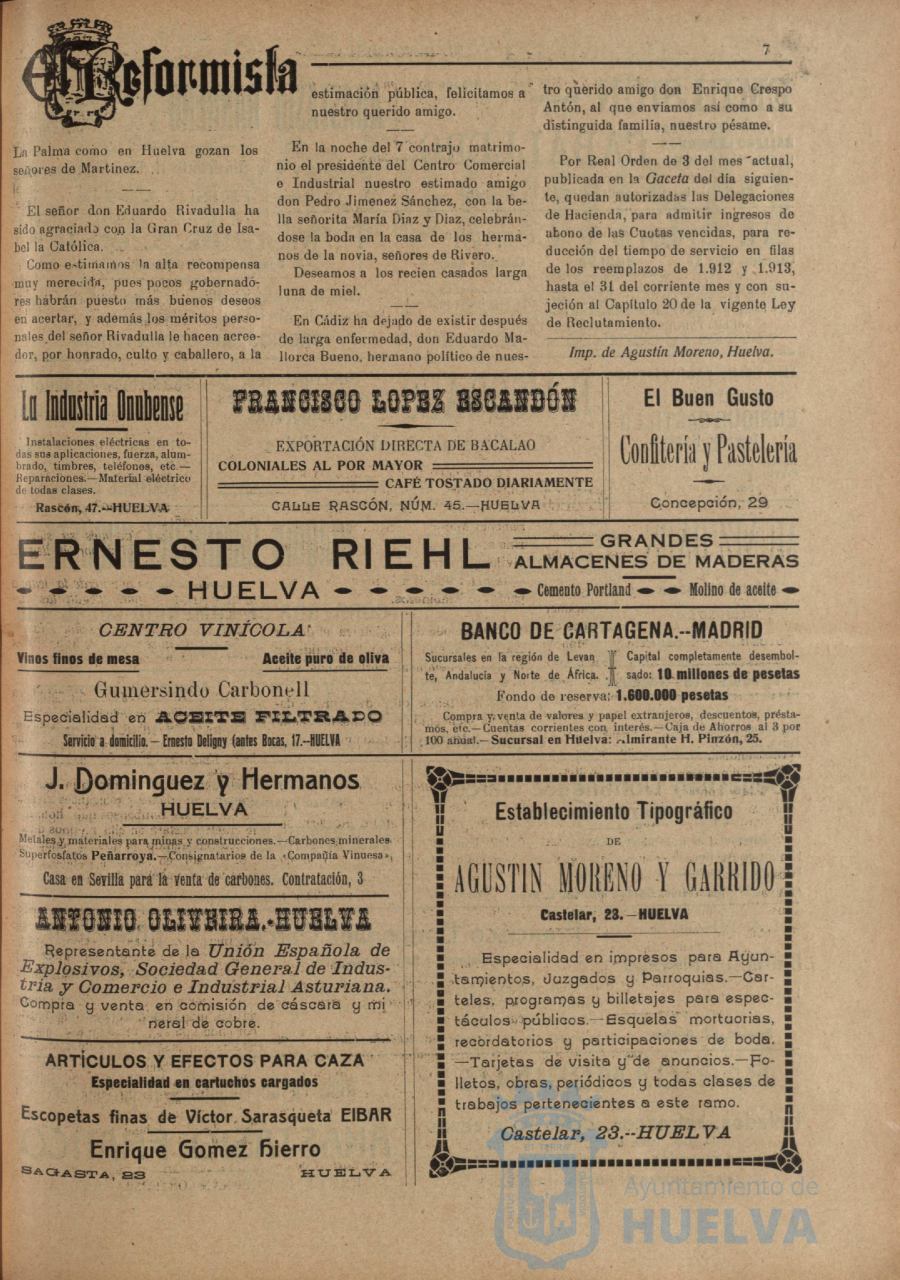 El Reformista
7
La Palma como en Huelva gozan los
señores de Martinez.
El señor don Eduardo Rivadulla ha
sido agraciado con la Gran Cruz de Isa-
bel la Católica.
Como estimamos la alta recompensa
muy merecida, pues pocos gobernado-
res habrán puesto más buenos deseos
en acertar, y además los méritos perso-
nales del señor Rivadulla le hacen acree-
dor, por honrado, culto y caballero, a la
estimación pública, felicitamos a
nuestro querido amigo.
En la noche del 7 contrajo matrimo-
nio el presidente del Centro Comercial
e Industrial nuestro estimado amigo
don Pedro Jimenez Sánchez, con la be-
lla señorita María Diaz y Diaz, celebrán-
dose la boda en la casa de los herma-
nos de la novia, señores de Rivero.
Deseamos a los recien casados larga
luna de miel.
En Cádiz ha dejado de existir después
de larga enfermedad, don Eduardo Ma-
llorca Bueno, hermano político de nues-
tro querido amigo don Enrique Crespo
Antón, al que enviamos así como a su
distinguida familia, nuestro pésame.
Por Real Orden de 3 del mes actual,
publicada en la Gaceta del día siguien-
te, quedan autorizadas las Delegaciones
de Hacienda, para admitir ingresos de
abono de las Cuotas vencidas, para re-
ducción del tiempo de servicio en filas
de los reemplazos de 1.912 y 1.913,
hasta el 31 del corriente mes y con su-
jeción al Capítulo 20 de la vigente Ley
de Reclutamiento.
Imp. de Agustín Moreno, Huelva.
La Industria Onubense
Instalaciones eléctricas en to-
das sus aplicaciones, fuerza, alum-
brado, timbres, teléfonos, etc.—
Reparaciones.—Material eléctrico
de todas clases.
Rascón, 47.--HUELVA
FRANCISCO LOPEZ ESCANDÓN
EXPORTACIÓN DIRECTA DE BACALAO
COLONIALES AL POR MAYOR
CAFÉ TOSTADO DIARIAMENTE
CALLE RASCÓN, NÚM. 45.—HUELVA
El Buen Gusto
Confitería y Pastelería
Concepción, 29
ERNESTO RIEHL
HUELVA
GRANDES
ALMACENES DE MADERAS
Cemento Portland Molino de aceite
CENTRO VINÍCOLA
Vinos finos de mesa Aceite puro de oliva
Gumersindo Carbonell
Especialidad en ACEITE FILTRADO
Servicio a domicilio.—Ernesto Deligny (antes Bocas, 17.--HUELVA
BANCO DE CARTAGENA.--MADRID
Sucursales en la región de Levan
te, Andalucía y Norte de África.
Capital completamente desembol-
sado: 10 millones de pesetas
Fondo de reserva: 1.600.000 pesetas
Compra y venta de valores y papel extranjeros, descuentos, présta-
mos, etc.—Cuentas corrientes con interés.—Caja de Ahorros al 3 por
100 anual.—Sucursal en Huelva: Almirante H. Pinzón, 25.
J. Dominguez y Hermanos
HUELVA
Metales y materiales para minas y construcciones.—Carbones minerales
Superfosfatos Peñarroya.—Consignatarios de la «Compañía Vinuesa»,
Casa en Sevilla para la venta de carbones. Contratación, 3
ANTONIO OLIVEIRA.-HUELVA
Representante de la Unión Española de
Explosivos, Sociedad General de Indus-
tria y Comercio e Industrial Asturiana.
Compra y venta en comisión de cáscara y mi
neral de cobre.
ARTÍCULOS Y EFECTOS PARA CAZA
Especialidad en cartuchos cargados
Escopetas finas de Víctor Sarasqueta EIBAR
Enrique Gomez Hierro
SAGASTA, 23 HUELVA
Establecimiento Tipográfico
DE
AGUSTIN MORENO Y GARRIDO
Castelar, 23.—HUELVA
Especialidad en impresos para Ayun-
tamientos, Juzgados y Parroquias.—Car-
teles, programas y billetajes para espec-
táculos públicos.—Esquelas mortuorias,
recordatorios y participaciones de boda.
—Tarjetas de visita y de anuncios.—Fo-
lletos, obras, periódicos y todas clases de
trabajos pertenecientes a este ramo.
Castelar, 23.--HUELVA
Ayuntamiento de
HUELVA